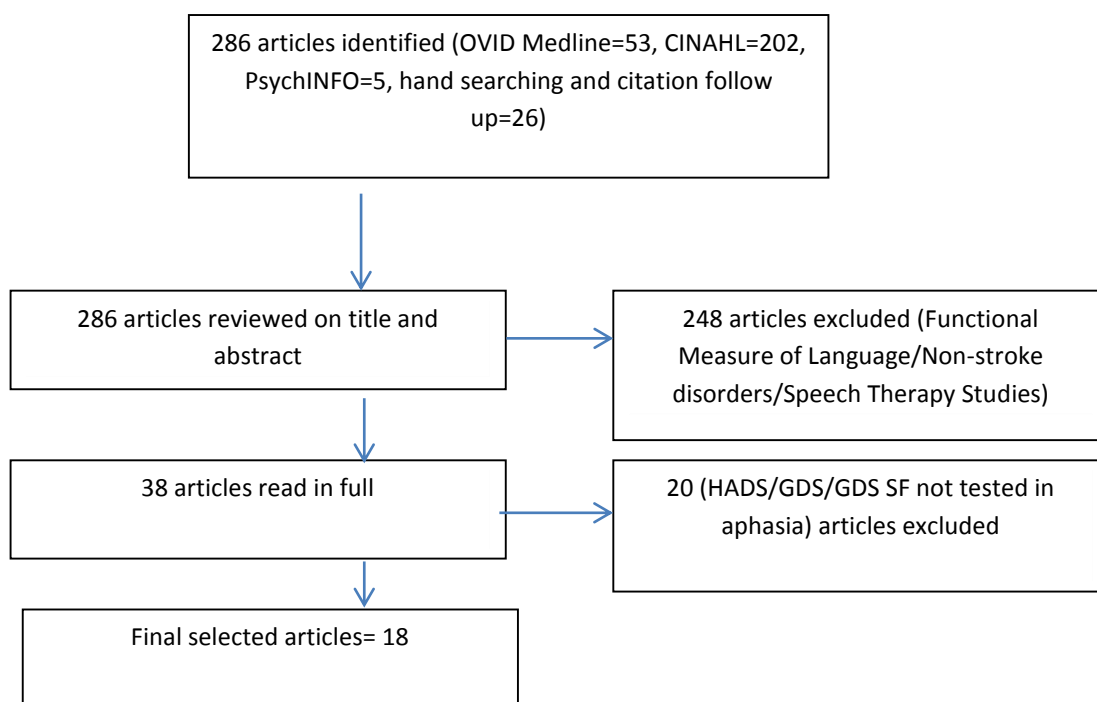 286 articles identified (OVID Medline=53, CINAHL=202,
PsychINFO=5, hand searching and citation follow
up=26)
286 articles reviewed on title and
abstract
248 articles excluded (Functional
Measure of Language/Non-stroke
disorders/Speech Therapy Studies)
38 articles read in full
20 (HADS/GDS/GDS SF not tested in
aphasia) articles excluded
Final selected articles= 18